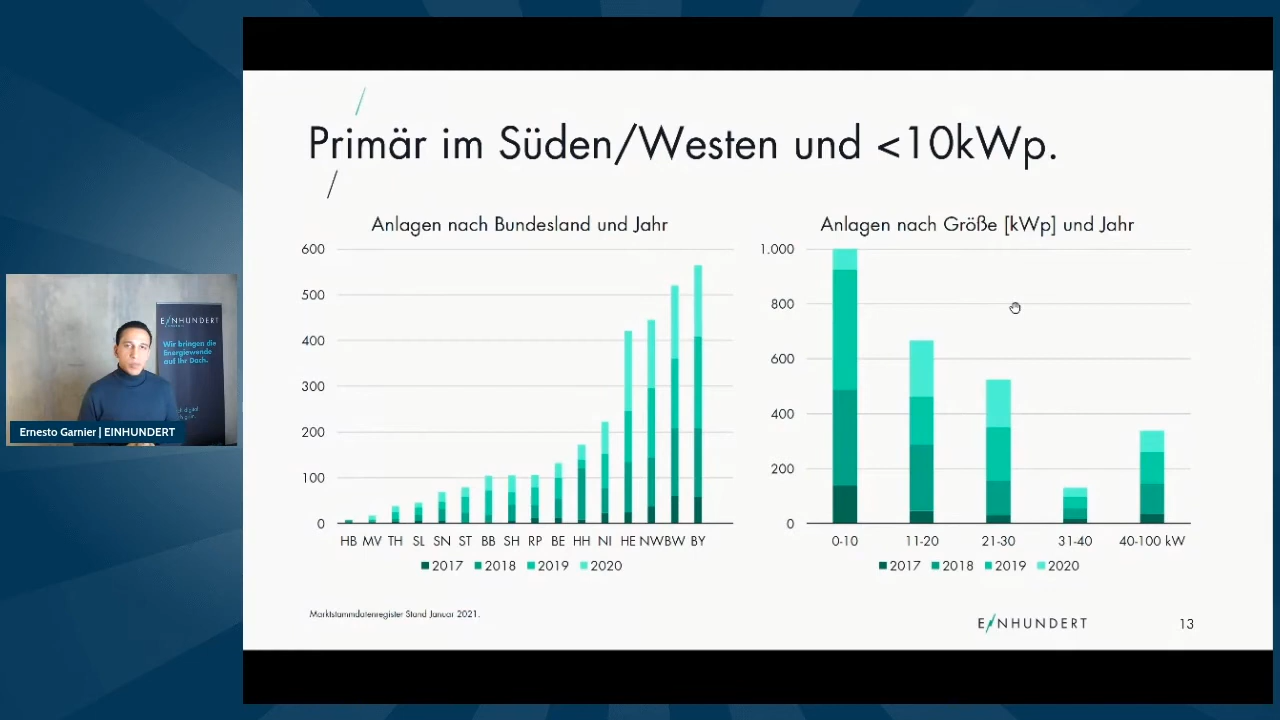 Primär im Süden/Westen und <10kWp.
Anlagen nach Bundesland und Jahr
600
500
400
300
200
100
0
HB MV TH SL SN ST BB SH RP BE HH NI HE NW BW BY
2017 2018 2019 2020
Anlagen nach Größe [kWp] und Jahr
1.000
800
600
400
200
0
0-10 11-20 21-30 31-40 40-100 kW
2017 2018 2019 2020
Marktstammdatenregister Stand Januar 2021.
EINHUNDERT
13
EINHUNDERT
Wir bringen die
Energiewende
auf Ihr Dach.
Ernesto Garnier | EINHUNDERT